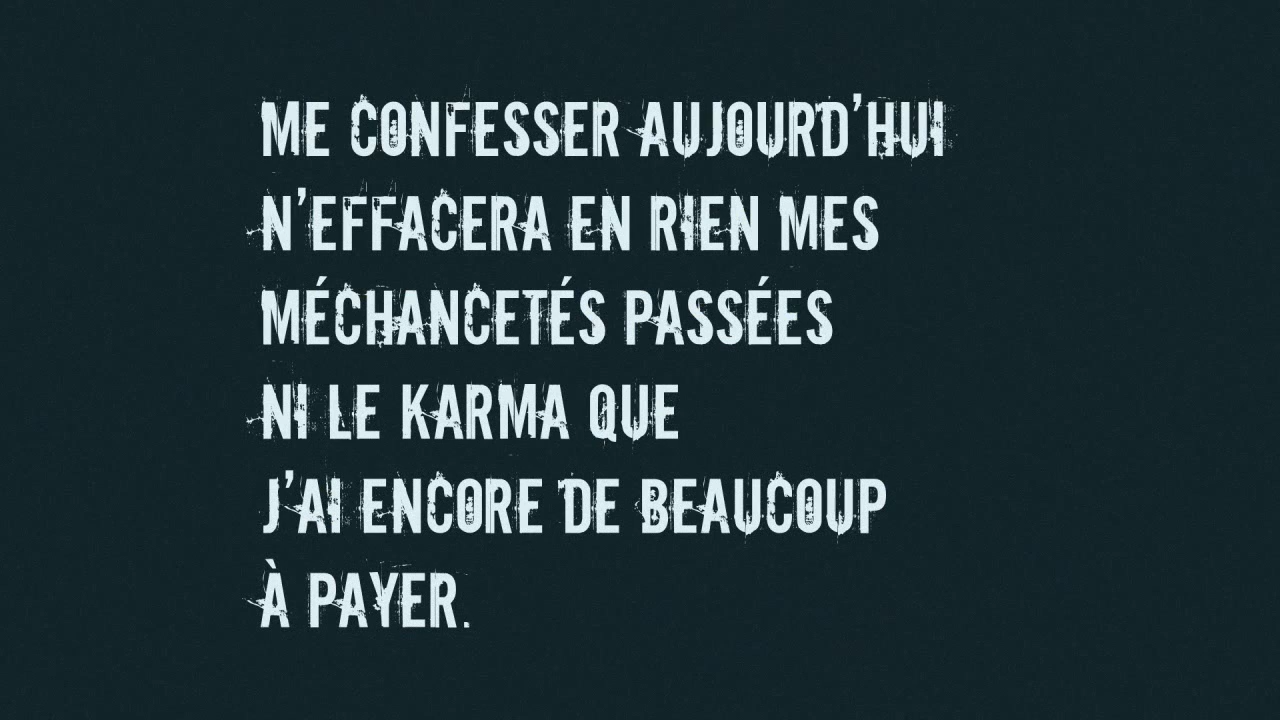 ME CONFESSER AUJOURD'HUI
N'EFFACERA EN RIEN MES
MÉCHANCETÉS PASSÉES
NI LE KARMA QUE
J'AI ENCORE DE BEAUCOUP
À PAYER.